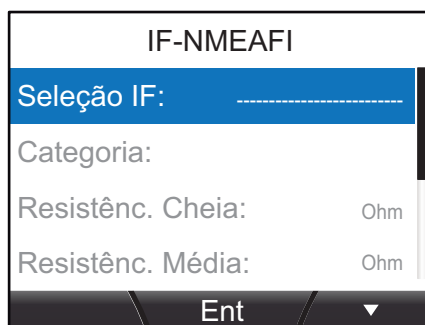 IF-NMEAFI
Seleção IF: --------------------------
Categoria:
Resistênc. Cheia: Ohm
Resistênc. Média: Ohm
Ent